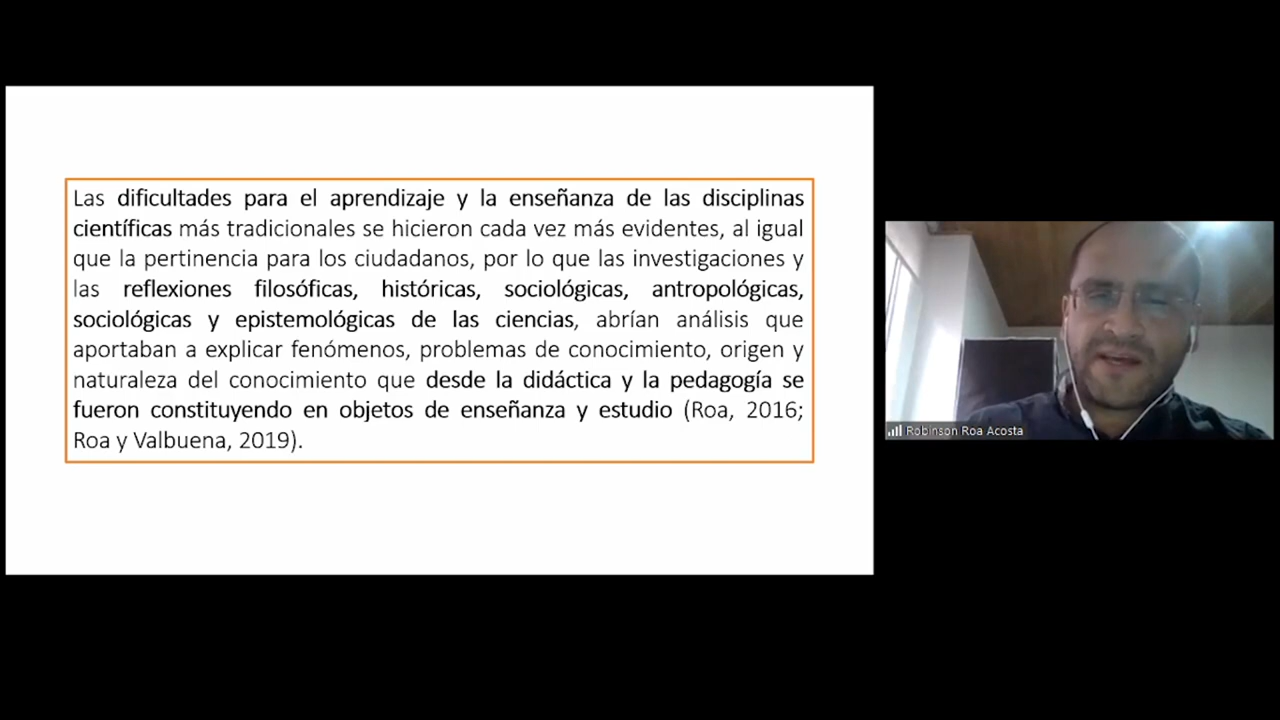 Las dificultades para el aprendizaje y la enseñanza de las disciplinas
científicas más tradicionales se hicieron cada vez más evidentes, al igual
que la pertinencia para los ciudadanos, por lo que las investigaciones y
las reflexiones filosóficas, históricas, sociológicas, antropológicas,
sociológicas y epistemológicas de las ciencias, abrían análisis que
aportaban a explicar fenómenos, problemas de conocimiento, origen y
naturaleza del conocimiento que desde la didáctica y la pedagogía se
fueron constituyendo en objetos de enseñanza y estudio (Roa, 2016;
Roa y Valbuena, 2019).
Robinson Roa Acosta